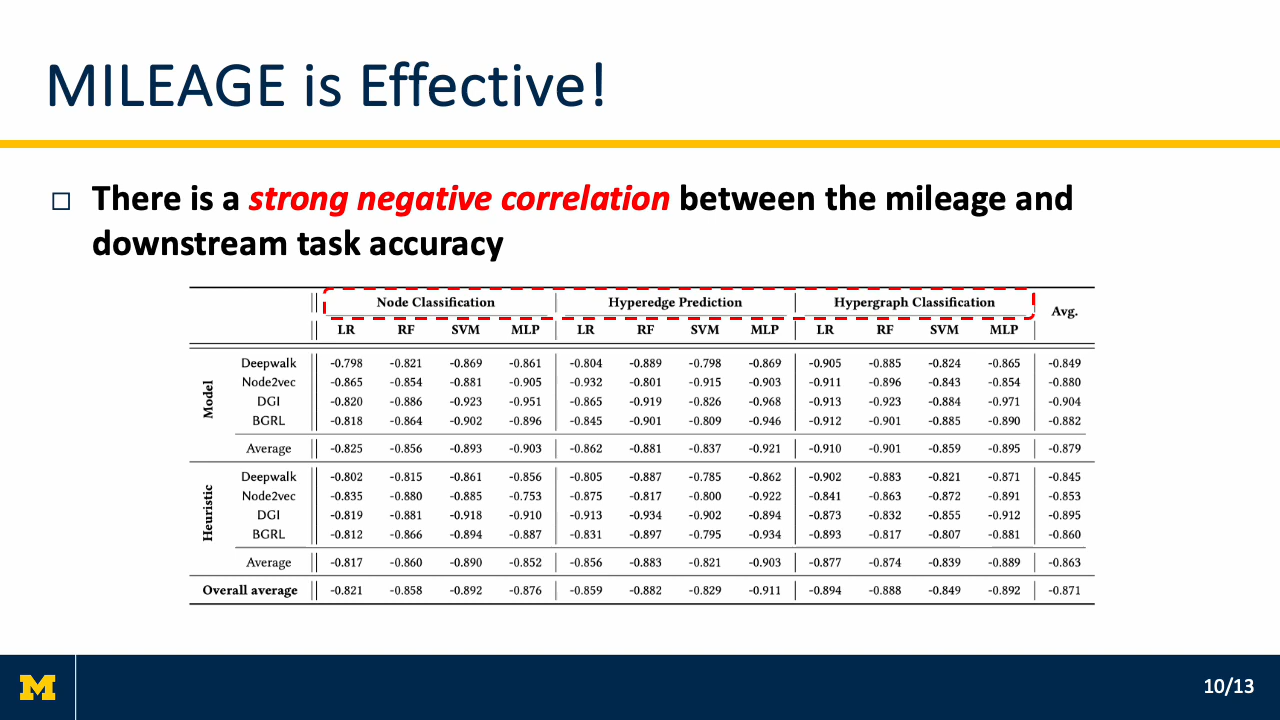 MILEAGE is Effective!
□ There is a strong negative correlation between the mileage and
downstream task accuracy
Node Classification Hyperedge Prediction Hypergraph Classification Avg.
LR RF SVM MLP LR RF SVM MLP LR RF SVM MLP
Model
Deepwalk -0.798 -0.821 -0.869 -0.861 -0.804 -0.889 -0.798 -0.869 -0.905 -0.885 -0.824 -0.865 -0.849
Node2vec -0.865 -0.854 -0.881 -0.905 -0.932 -0.801 -0.915 -0.903 -0.911 -0.896 -0.843 -0.854 -0.880
DGI -0.820 -0.886 -0.923 -0.951 -0.865 -0.919 -0.826 -0.968 -0.913 -0.923 -0.884 -0.971 -0.904
BGRL -0.818 -0.864 -0.902 -0.896 -0.845 -0.901 -0.809 -0.946 -0.912 -0.901 -0.885 -0.890 -0.882
Average -0.825 -0.856 -0.893 -0.903 -0.862 -0.881 -0.837 -0.921 -0.910 -0.901 -0.859 -0.895 -0.879
Heuristic
Deepwalk -0.802 -0.815 -0.861 -0.856 -0.805 -0.887 -0.785 -0.862 -0.902 -0.883 -0.821 -0.871 -0.845
Node2vec -0.835 -0.880 -0.885 -0.753 -0.875 -0.817 -0.800 -0.922 -0.841 -0.863 -0.872 -0.891 -0.853
DGI -0.819 -0.881 -0.918 -0.910 -0.913 -0.934 -0.902 -0.894 -0.873 -0.832 -0.855 -0.912 -0.895
BGRL -0.812 -0.866 -0.894 -0.887 -0.831 -0.897 -0.795 -0.934 -0.893 -0.817 -0.807 -0.881 -0.860
Average -0.817 -0.860 -0.890 -0.852 -0.856 -0.883 -0.821 -0.903 -0.877 -0.874 -0.839 -0.889 -0.863
Overall average -0.821 -0.858 -0.892 -0.876 -0.859 -0.882 -0.829 -0.911 -0.894 -0.888 -0.849 -0.892 -0.871
M
10/13